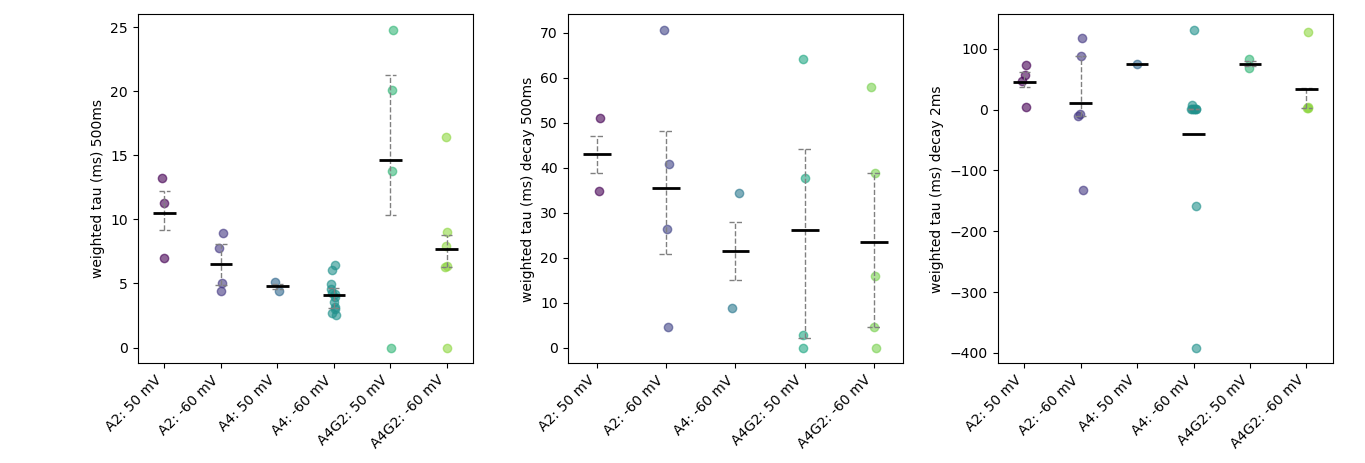 weighted tau (ms) 500ms
25
20
15
10
5
0
A2: 50 mV
A2: -60 mV
A4: 50 mV
A4: -60 mV
A4G2: 50 mV
A4G2: -60 mV
weighted tau (ms) decay 500ms
70
60
50
40
30
20
10
0
A2: 50 mV
A2: -60 mV
A4: -60 mV
A4G2: 50 mV
A4G2: -60 mV
weighted tau (ms) decay 2ms
100
0
−100
−200
−300
−400
A2: 50 mV
A2: -60 mV
A4: 50 mV
A4: -60 mV
A4G2: 50 mV
A4G2: -60 mV